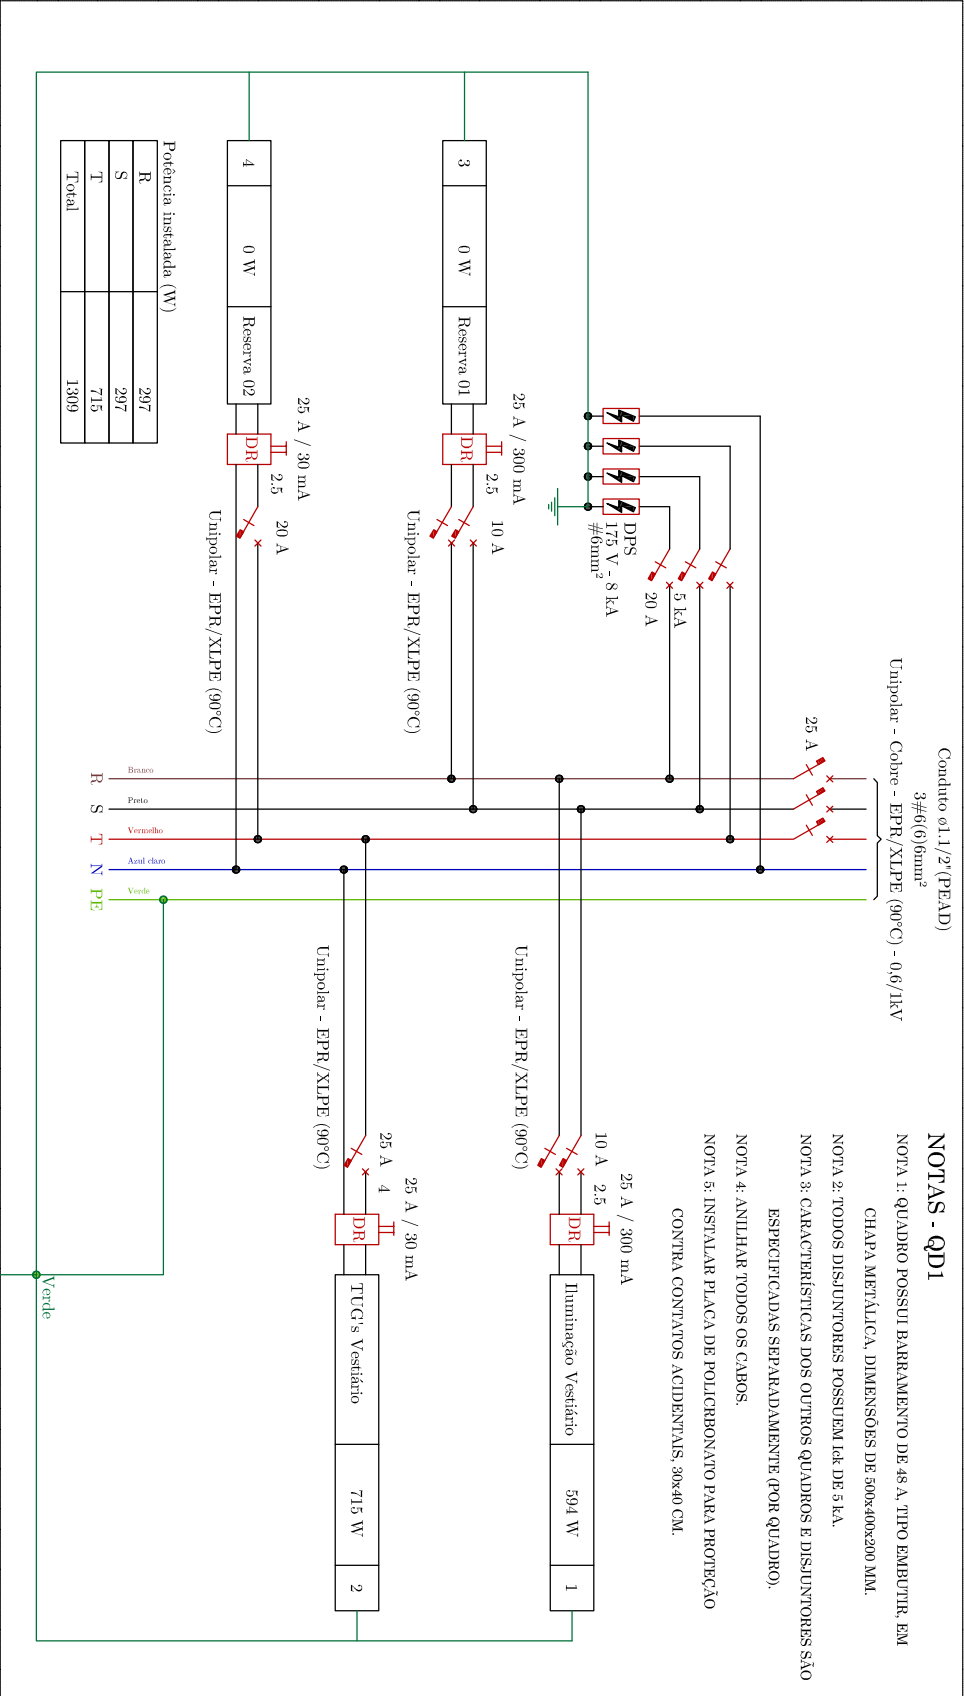 Conduto ø1.1/2"(PEAD)
3#6(6)6mm²
Unipolar - Cobre - EPR/XLPE (90°C) - 0,6/1kV
25 A
5 kA
20 A
DPS
175 V - 8 kA
#6mm²
3
0 W
Reserva 01
25 A / 300 mA
DR
2.5
10 A
Unipolar - EPR/XLPE (90°C)
4
0 W
Reserva 02
25 A / 30 mA
DR
2.5
20 A
Unipolar - EPR/XLPE (90°C)
Potência instalada (W)
R 297
S 297
T 715
Total 1309
R Branco
S Preto
T Vermelho
N Azul claro
PE Verde
NOTAS - QD1
NOTA 1: QUADRO POSSUI BARRAMENTO DE 48 A, TIPO EMBUTIR, EM
CHAPA METÁLICA, DIMENSÕES DE 500x400x200 MM.
NOTA 2: TODOS DISJUNTORES POSSUEM Ick DE 5 kA.
NOTA 3: CARACTERÍSTICAS DOS OUTROS QUADROS E DISJUNTORES SÃO
ESPECIFICADAS SEPARADAMENTE (POR QUADRO).
NOTA 4: ANILHAR TODOS OS CABOS.
NOTA 5: INSTALAR PLACA DE POLICRBONATO PARA PROTEÇÃO
CONTRA CONTATOS ACIDENTAIS, 30x40 CM.
Unipolar - EPR/XLPE (90°C)
10 A
2.5
25 A / 300 mA
DR
Iluminação Vestiário
594 W
1
Unipolar - EPR/XLPE (90°C)
25 A
4
25 A / 30 mA
DR
TUG's Vestiário
715 W
2
Verde